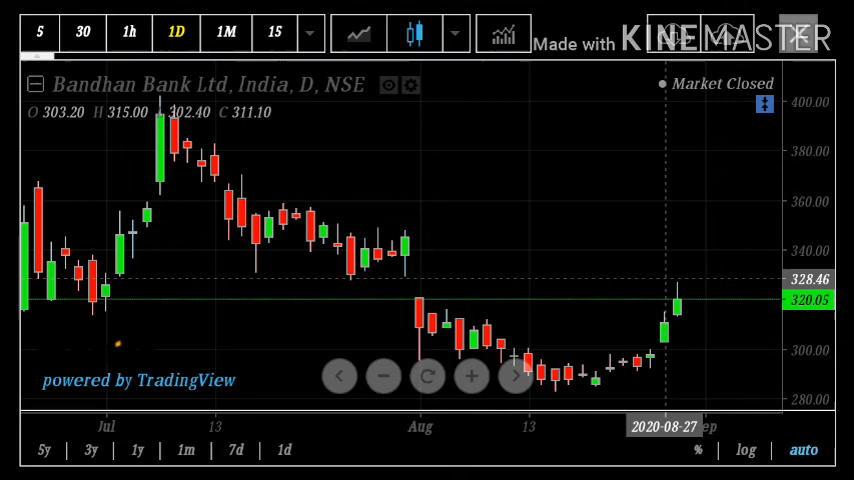 5 30 1h 1D 1M 15
Made with KINEMASTER
Bandhan Bank Ltd, India, D, NSE
Market Closed
O 303.20 H 315.00 302.40 C 311.10
400.00
380.00
360.00
340.00
328.46
320.05
300.00
280.00
powered by TradingView
Jul 13 Aug 13 2020-08-27 ep
5y 3y 1y 1m 7d 1d % log auto